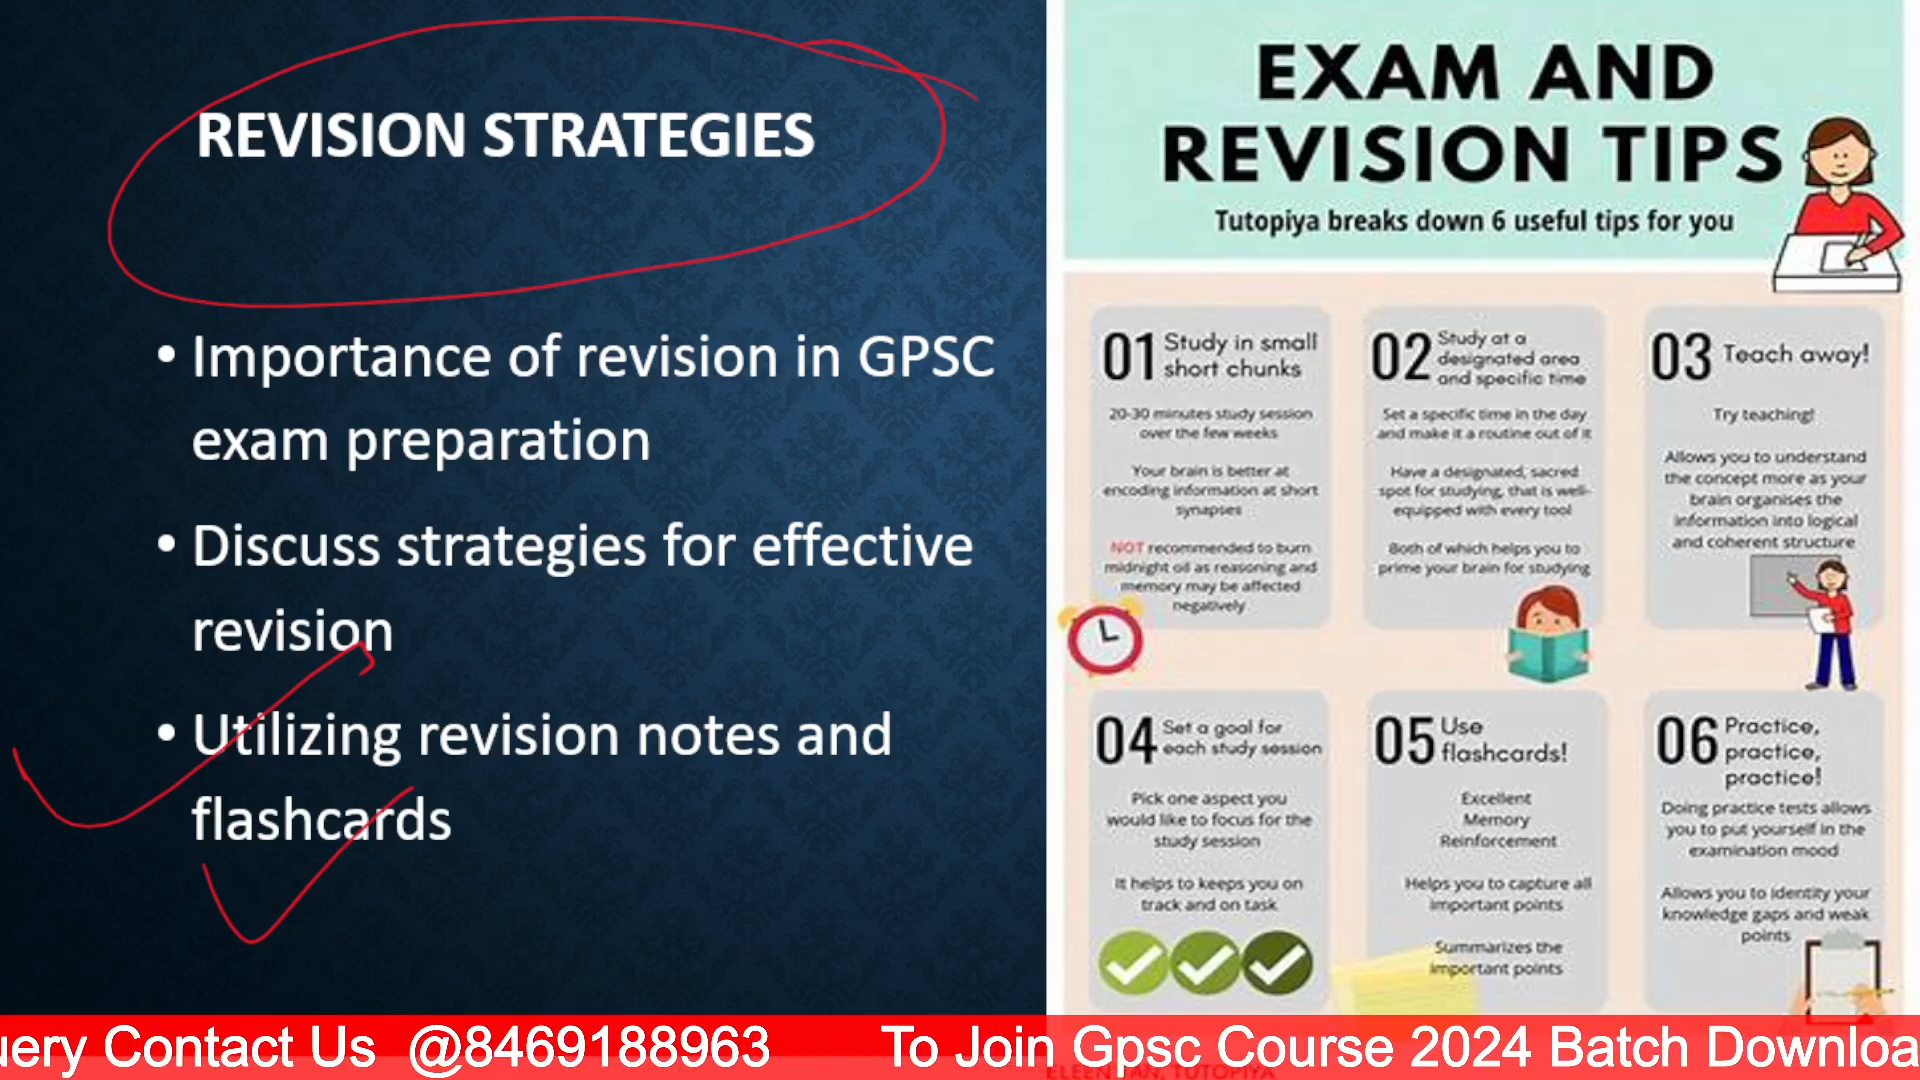 REVISION STRATEGIES
• Importance of revision in GPSC
exam preparation
• Discuss strategies for effective
revision
• Utilizing revision notes and
flashcards
EXAM AND
REVISION TIPS
Tutopiya breaks down 6 useful tips for you
01 Study in small
short chunks
20-30 minutes study session
over the few weeks
Your brain is better at
encoding information at short
synapses
NOT recommended to burn
midnight oil as reasoning and
memory may be affected
negatively
02 Study at a
designated area
and specific time
Set a specific time in the day
and make it a routine out of it
Have a designated, sacred
spot for studying, that is well-
equipped with every tool
Both of which helps you to
prime your brain for studying
03 Teach away!
Try teaching!
Allows you to understand
the concept more as your
brain organises the
information into logical
and coherent structure
04 Set a goal for
each study session
Pick one aspect you
would like to focus for the
study session
It helps to keeps you on
track and on task
05 Use
flashcards!
Excellent
Memory
Reinforcement
Helps you to capture all
important points
Summarizes the
important points
06 Practice,
practice,
practice!
Doing practice tests allows
you to put yourself in the
examination mood
Allows you to identity your
knowledge gaps and weak
points
uery Contact Us @8469188963 To Join Gpsc Course 2024 Batch Downloa
TUTOPIYA